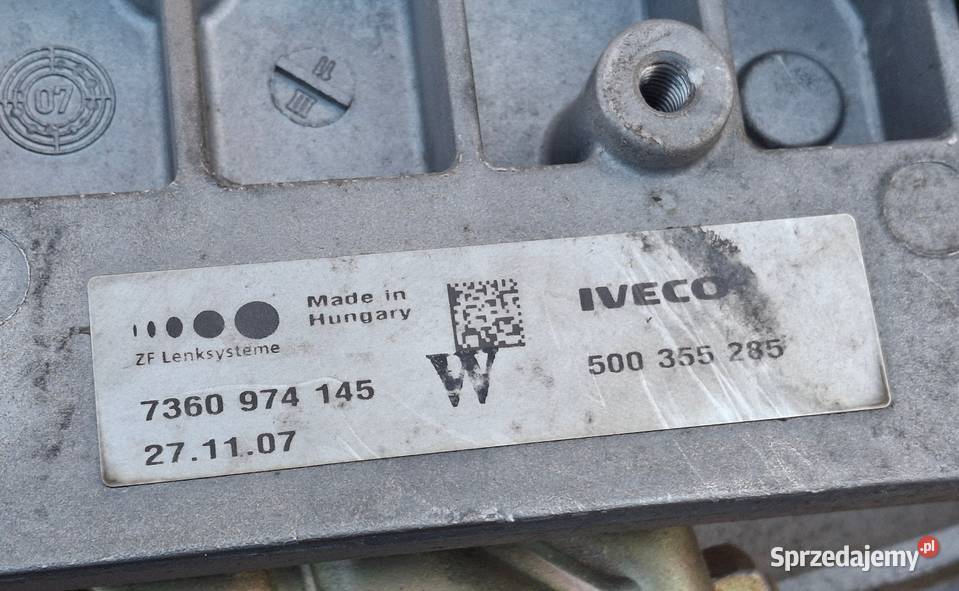 07
Made in
Hungary
ZF Lenksysteme
7360 974 145
27.11.07
W
IVECO
500 355 285
Sprzedajemy.pl